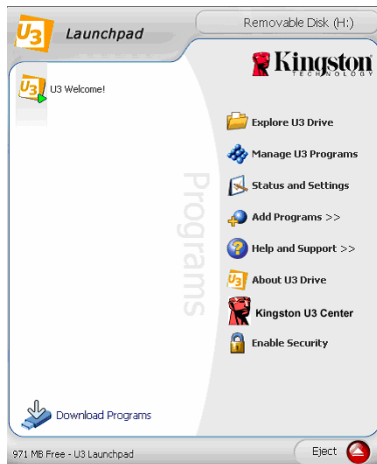 U3 Launchpad
Removable Disk (H:)
Kingston
TECHNOLOGY
U3 U3 Welcome!
Programs
Explore U3 Drive
Manage U3 Programs
Status and Settings
Add Programs >>
Help and Support >>
U3 About U3 Drive
Kingston U3 Center
Enable Security
Download Programs
971 MB Free - U3 Launchpad
Eject